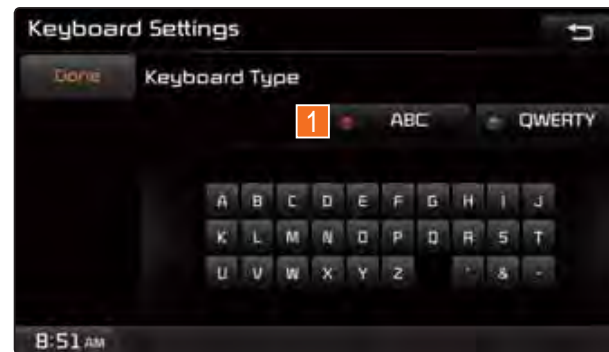 Keyboard Settings
Done
Keyboard Type
1
ABC
QWERTY
A B C D E F G H I J
K L M N O P Q R S T
U V W X Y Z ' & -
8:51 AM